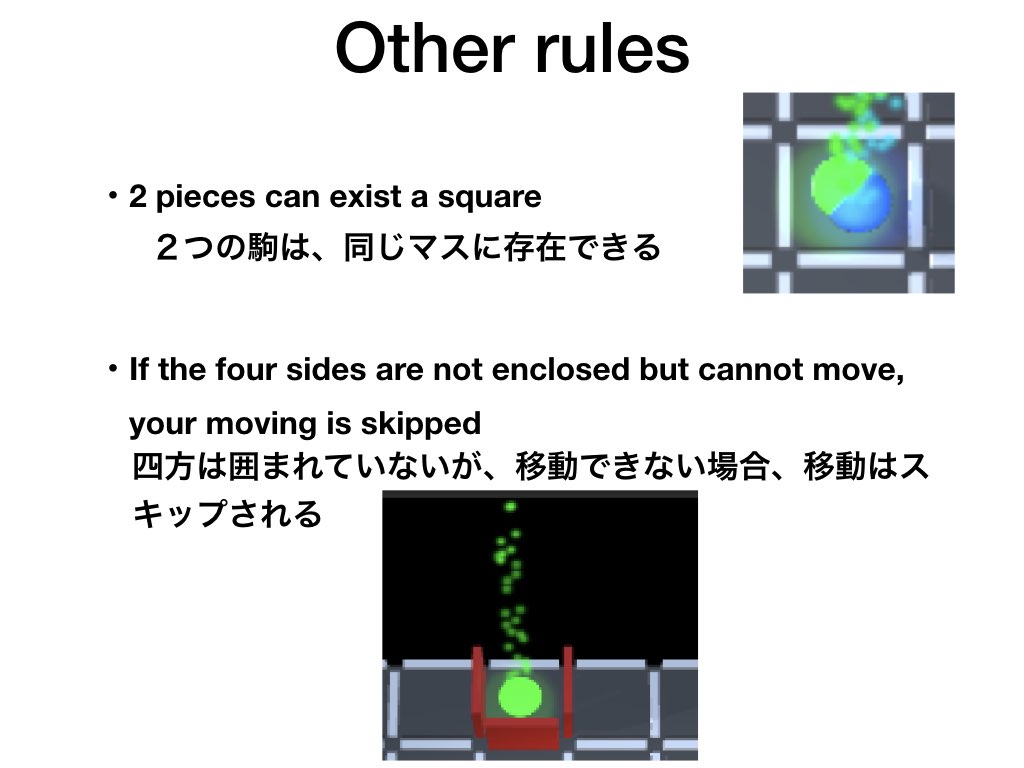 Other rules
・2 pieces can exist a square
２つの駒は、同じマスに存在できる
・If the four sides are not enclosed but cannot move,
your moving is skipped
四方は囲まれていないが、移動できない場合、移動はス
キップされる